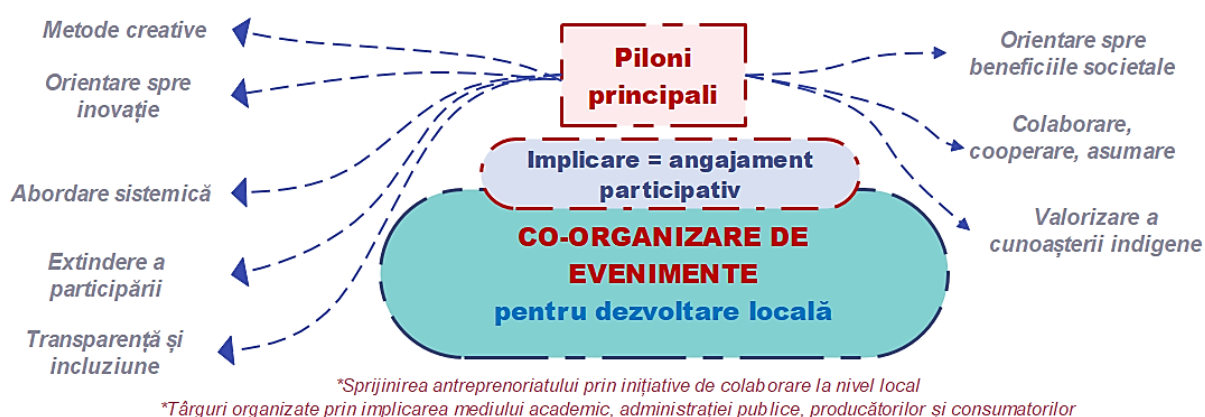 Metode creative
Orientare spre
inovație
Abordare sistemică
Extindere a
participării
Transparență și
incluziune
Piloni
principali
Implicare = angajament
participativ
CO-ORGANIZARE DE
EVENIMENTE
pentru dezvoltare locală
Orientare spre
beneficiile societale
Colaborare,
cooperare, asumare
Valorizare a
cunoașterii indigene
*Sprijinirea antreprenoriatului prin inițiative de colaborare la nivel local
*Târguri organizate prin implicarea mediului academic, administrației publice, producătorilor și consumatorilor